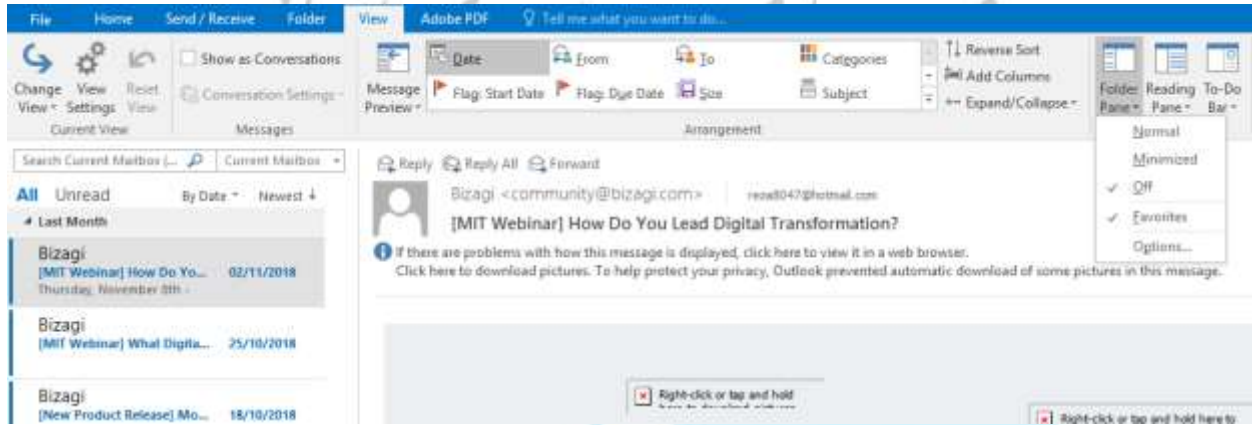 File Home Send / Receive Folder View Adobe PDF Tell me what you want to do...
Change View Settings Reset View
Current View
Show as Conversations
Conversation Settings
Messages
Message Preview
Date From To Categories
Flag: Start Date Flag: Due Date Size Subject
Arrangement
Reverse Sort
Add Columns
Expand/Collapse
Folder Pane Reading Pane To-Do Bar
Normal
Minimized
Off
Favorites
Options...
Search Current Mailbox (... Current Mailbox
All Unread By Date Newest ↓
Last Month
Bizagi
[MIT Webinar] How Do Yo... 02/11/2018
Thursday, November 8th -
Bizagi
[MIT Webinar] What Digita... 25/10/2018
Bizagi
[New Product Release] Mo... 18/10/2018
Reply Reply All Forward
Bizagi <community@bizagi.com>
[MIT Webinar] How Do You Lead Digital Transformation?
If there are problems with how this message is displayed, click here to view it in a web browser.
Click here to download pictures. To help protect your privacy, Outlook prevented automatic download of some pictures in this message.
Right-click or tap and hold
here to download pictures
Right-click or tap and hold here to